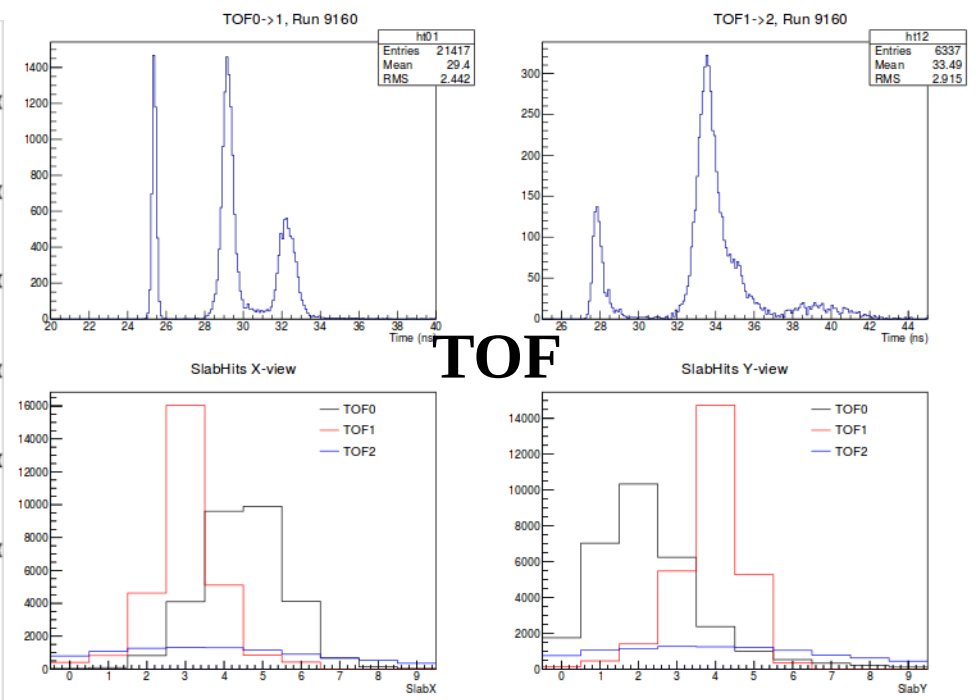 TOF0->1, Run 9160
ht01
Entries 21417
Mean 29.4
RMS 2.442
1400
1200
1000
800
600
400
200
0
20 22 24 26 28 30 32 34 36 38 40
Time (ns)
TOF1->2, Run 9160
ht12
Entries 6337
Mean 33.49
RMS 2.915
300
250
200
150
100
50
0
26 28 30 32 34 36 38 40 42 44
Time (ns)
TOF
SlabHits X-view
TOF0
TOF1
TOF2
16000
14000
12000
10000
8000
6000
4000
2000
0
0 1 2 3 4 5 6 7 8 9
SlabX
SlabHits Y-view
TOF0
TOF1
TOF2
14000
12000
10000
8000
6000
4000
2000
0
0 1 2 3 4 5 6 7 8 9
SlabY